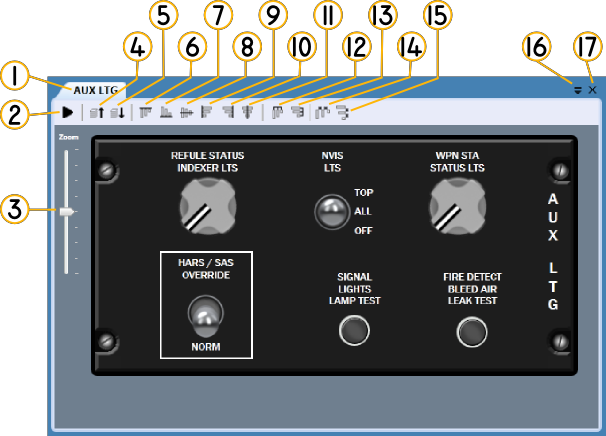 5 7 9 11 13 15
4 6 8 10 12 14 16 17
1 AUX LTG
2
Zoom
3
REFULE STATUS
INDEXER LTS
NVIS
LTS
WPN STA
STATUS LTS
TOP
ALL
OFF
A
U
X
L
T
G
HARS / SAS
OVERRIDE
NORM
SIGNAL
LIGHTS
LAMP TEST
FIRE DETECT
BLEED AIR
LEAK TEST